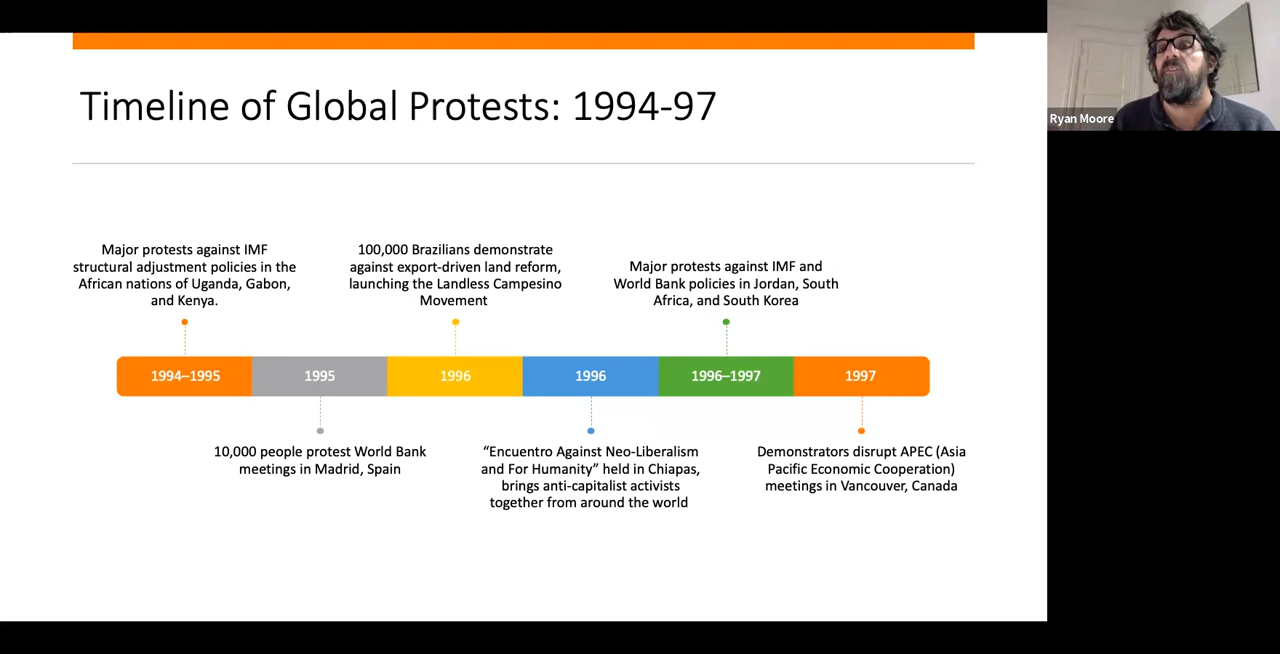 Timeline of Global Protests: 1994-97
Ryan Moore
Major protests against IMF
structural adjustment policies in the
African nations of Uganda, Gabon,
and Kenya.
100,000 Brazilians demonstrate
against export-driven land reform,
launching the Landless Campesino
Movement
Major protests against IMF and
World Bank policies in Jordan, South
Africa, and South Korea
1994–1995
1995
1996
1996
1996–1997
1997
10,000 people protest World Bank
meetings in Madrid, Spain
“Encuentro Against Neo-Liberalism
and For Humanity” held in Chiapas,
brings anti-capitalist activists
together from around the world
Demonstrators disrupt APEC (Asia
Pacific Economic Cooperation)
meetings in Vancouver, Canada